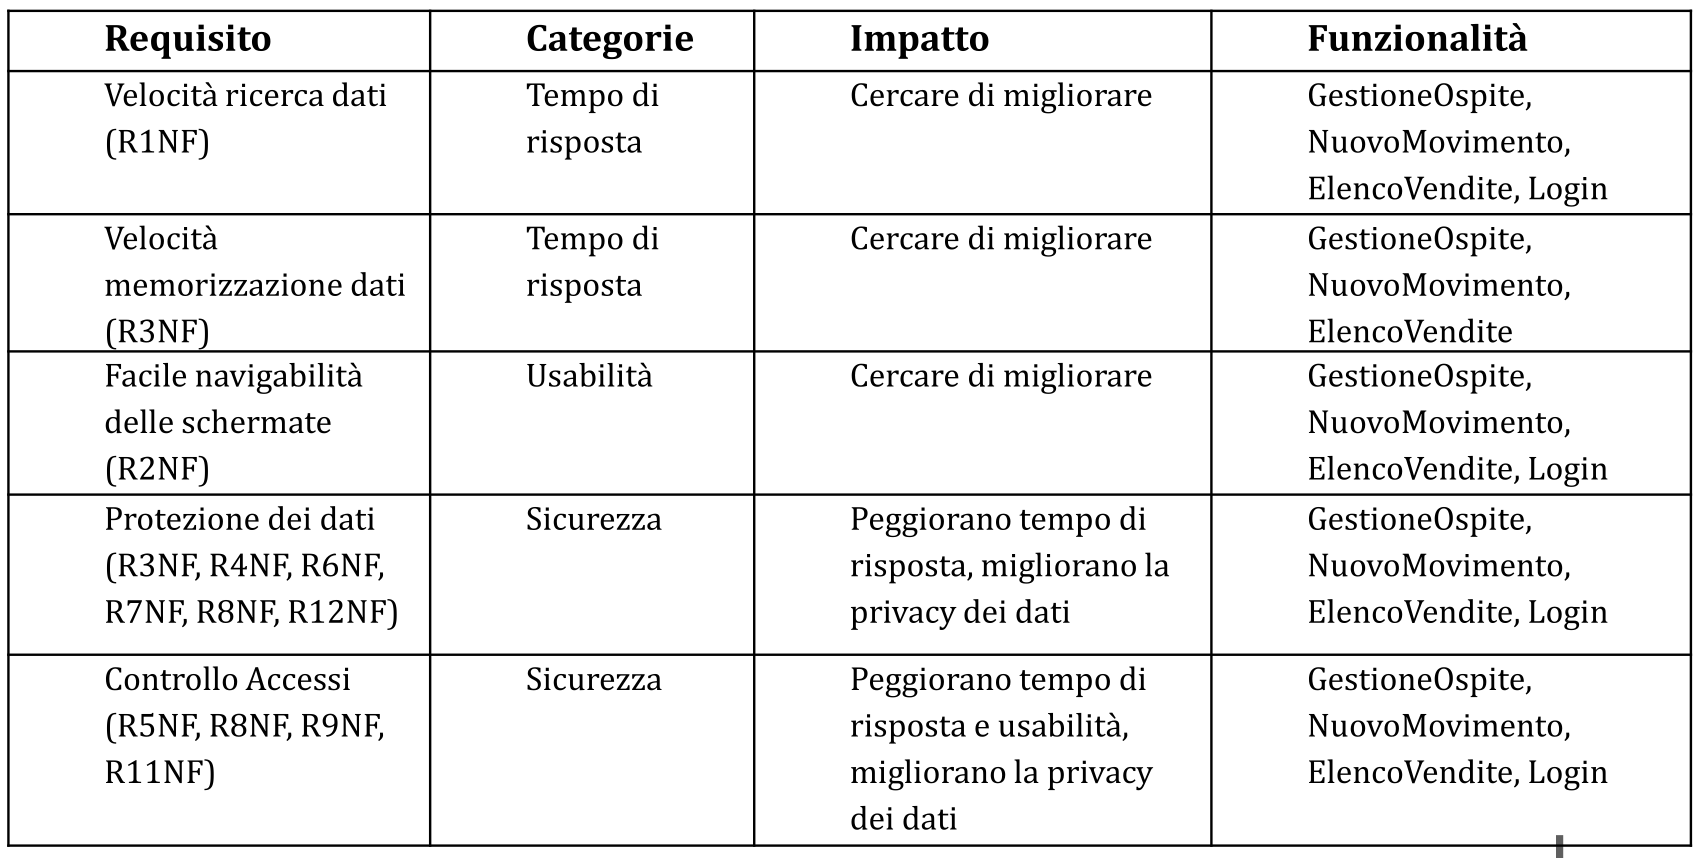 Requisito
Categorie
Impatto
Funzionalità
Velocità ricerca dati
(R1NF)
Tempo di
risposta
Cercare di migliorare
GestioneOspite,
NuovoMovimento,
ElencoVendite, Login
Velocità
memorizzazione dati
(R3NF)
Tempo di
risposta
Cercare di migliorare
GestioneOspite,
NuovoMovimento,
ElencoVendite
Facile navigabilità
delle schermate
(R2NF)
Usabilità
Cercare di migliorare
GestioneOspite,
NuovoMovimento,
ElencoVendite, Login
Protezione dei dati
(R3NF, R4NF, R6NF,
R7NF, R8NF, R12NF)
Sicurezza
Peggiorano tempo di
risposta, migliorano la
privacy dei dati
GestioneOspite,
NuovoMovimento,
ElencoVendite, Login
Controllo Accessi
(R5NF, R8NF, R9NF,
R11NF)
Sicurezza
Peggiorano tempo di
risposta e usabilità,
migliorano la privacy
dei dati
GestioneOspite,
NuovoMovimento,
ElencoVendite, Login